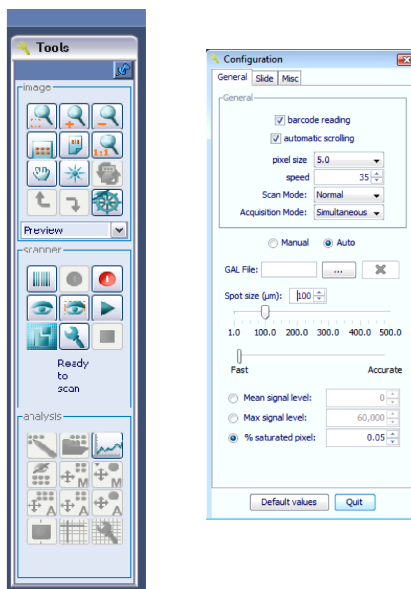 Tools
image
1:1
Preview
scanner
Ready
to
scan
analysis
M
M
A
A
A
Configuration
General Slide Misc
General
barcode reading
automatic scrolling
pixel size 5.0
speed 35
Scan Mode: Normal
Acquisition Mode: Simultaneous
Manual Auto
GAL File: ...
Spot size (µm): 100
1.0 100.0 200.0 300.0 400.0 500.0
Fast Accurate
Mean signal level: 0
Max signal level: 60,000
% saturated pixel: 0.05
Default values Quit